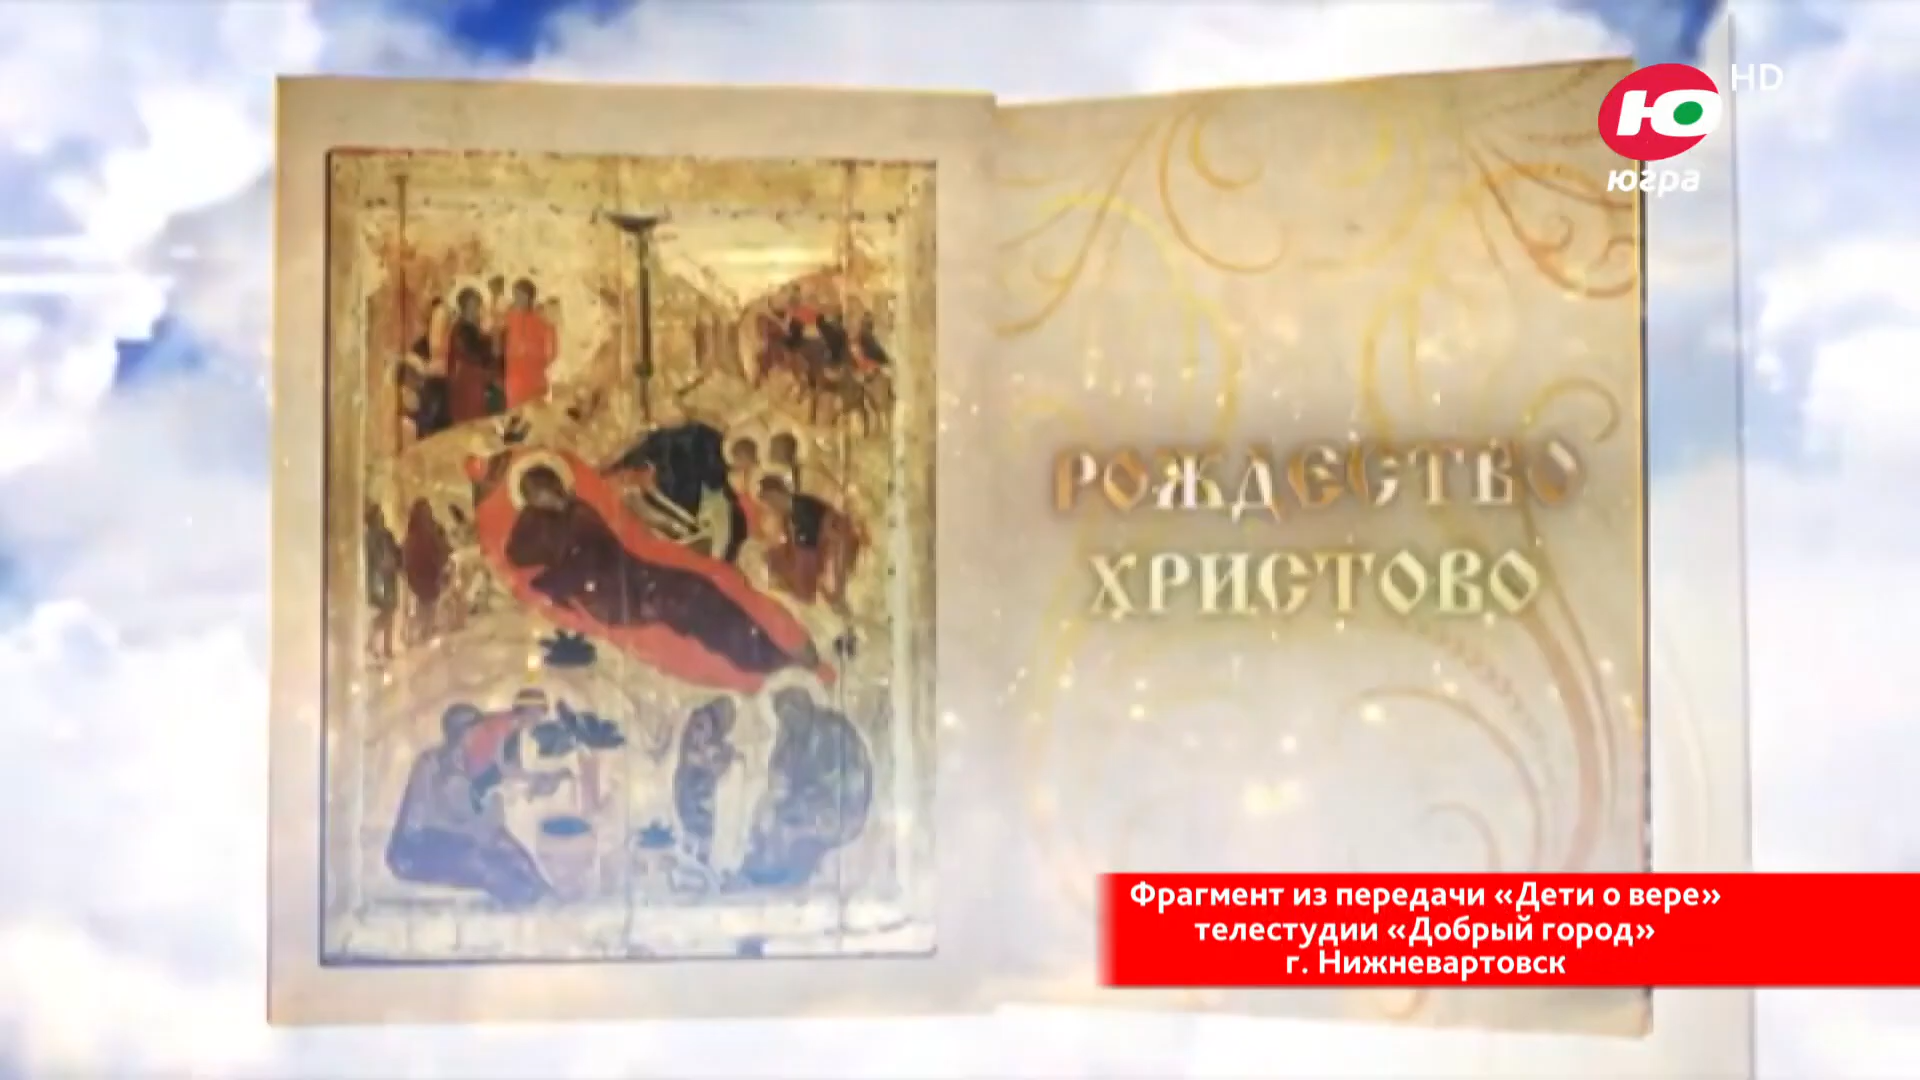 HD
Ю
югра
РОЖДЕСТВО
ХРИСТОВО
Фрагмент из передачи «Дети о вере»
телестудии «Добрый город»
г. Нижневартовск